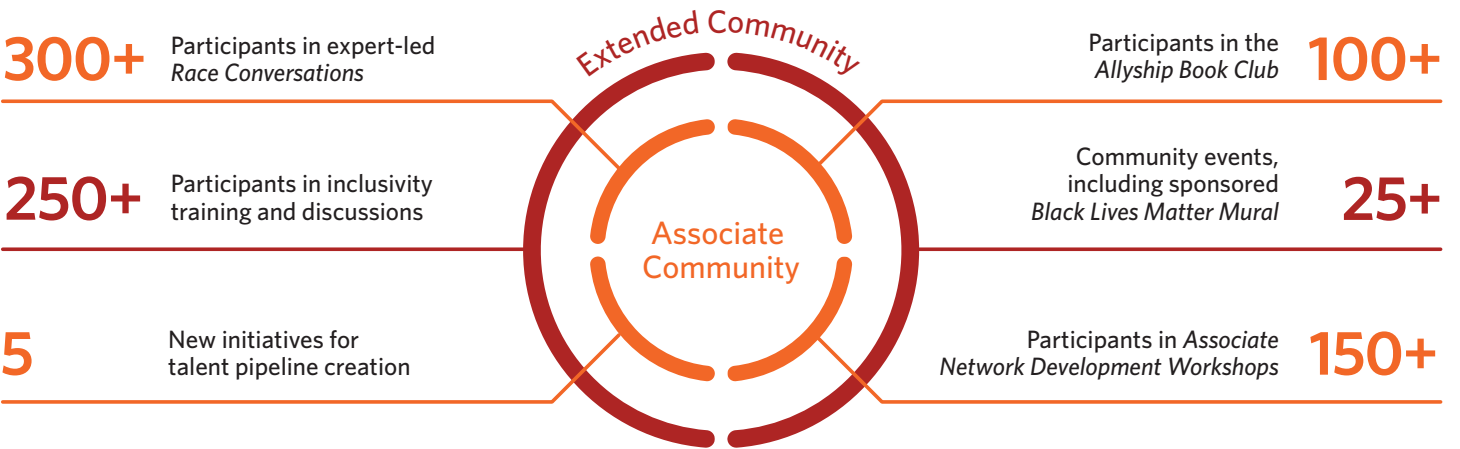 Extended Community
300+
Participants in expert-led
Race Conversations
250+
Participants in inclusivity
training and discussions
5
New initiatives for
talent pipeline creation
Associate
Community
Participants in the
Allyship Book Club
100+
Community events,
including sponsored
Black Lives Matter Mural
25+
Participants in Associate
Network Development Workshops
150+